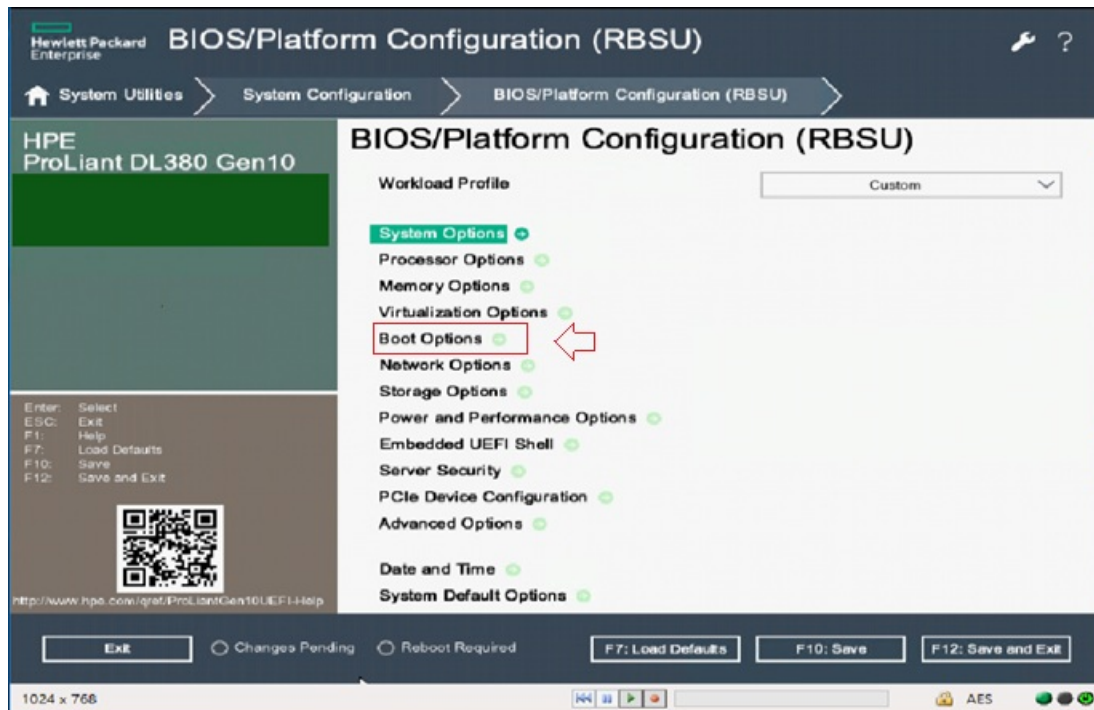 Hewlett Packard
Enterprise
BIOS/Platform Configuration (RBSU)
?
System Utilities
System Configuration
BIOS/Platform Configuration (RBSU)
HPE
ProLiant DL380 Gen10
BIOS/Platform Configuration (RBSU)
Workload Profile
Custom
System Options
Processor Options
Memory Options
Virtualization Options
Boot Options
Network Options
Storage Options
Power and Performance Options
Embedded UEFI Shell
Server Security
PCIe Device Configuration
Advanced Options
Date and Time
System Default Options
Enter: Select
ESC: Exit
F1: Help
F7: Load Defaults
F10: Save
F12: Save and Exit
http://www.hpe.com/qref/ProLiantGen10UEFI-Help
Exit
Changes Pending
Reboot Required
F7: Load Defaults
F10: Save
F12: Save and Exit
1024 x 768
AES